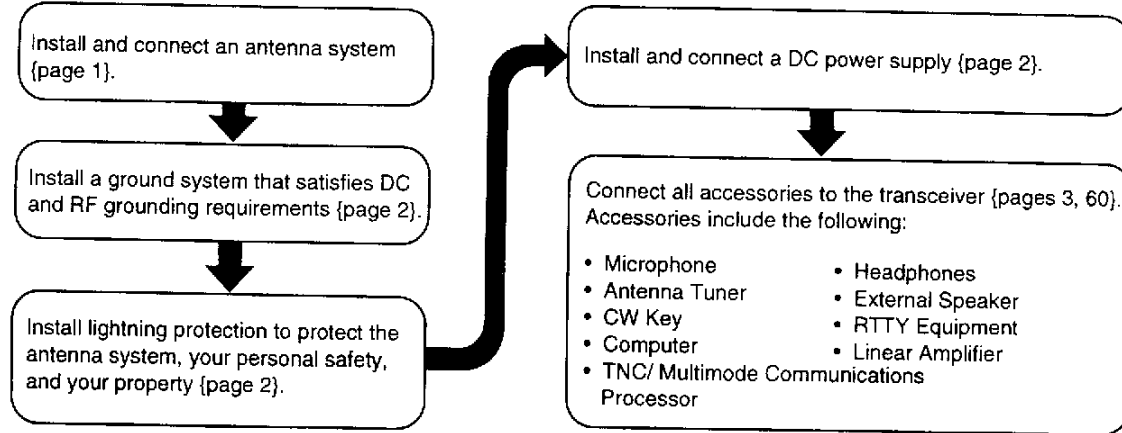 Install and connect an antenna system
{page 1}.
Install a ground system that satisfies DC
and RF grounding requirements {page 2}.
Install lightning protection to protect the
antenna system, your personal safety,
and your property {page 2}.
Install and connect a DC power supply {page 2}.
Connect all accessories to the transceiver {pages 3, 60}.
Accessories include the following:
• Microphone
• Antenna Tuner
• CW Key
• Computer
• TNC/ Multimode Communications
Processor
• Headphones
• External Speaker
• RTTY Equipment
• Linear Amplifier